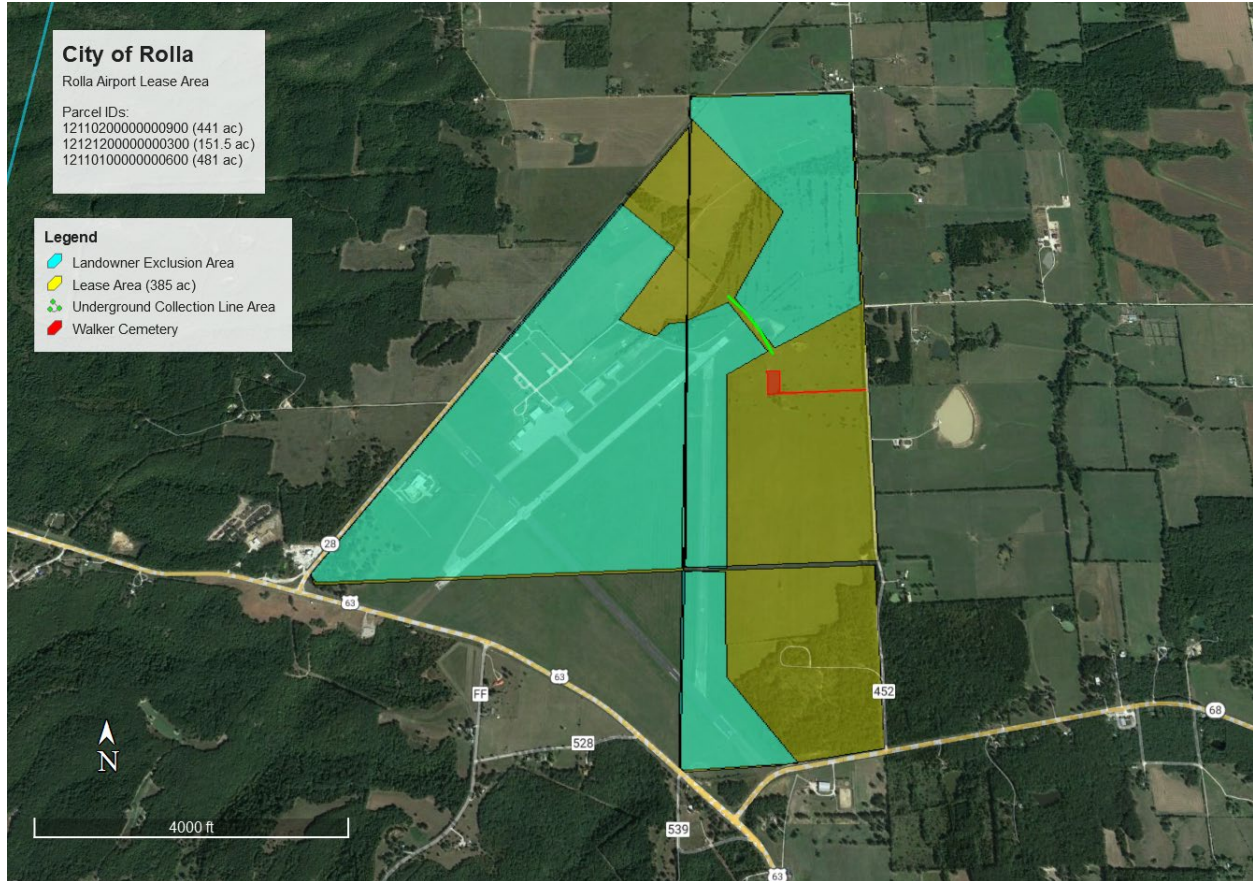 City of Rolla
Rolla Airport Lease Area
Parcel IDs:
12110200000000900 (441 ac)
12121200000000300 (151.5 ac)
12110100000000600 (481 ac)
Legend
Landowner Exclusion Area
Lease Area (385 ac)
Underground Collection Line Area
Walker Cemetery
28
63
63
FF
452
68
528
N
4000 ft
539
63